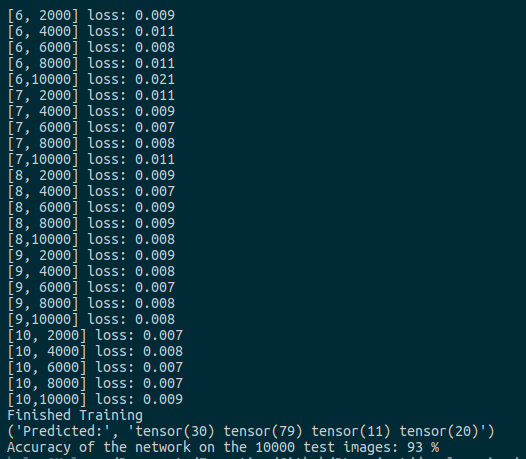 [6, 2000] loss: 0.009
[6, 4000] loss: 0.011
[6, 6000] loss: 0.008
[6, 8000] loss: 0.011
[6,10000] loss: 0.021
[7, 2000] loss: 0.011
[7, 4000] loss: 0.009
[7, 6000] loss: 0.007
[7, 8000] loss: 0.008
[7,10000] loss: 0.011
[8, 2000] loss: 0.009
[8, 4000] loss: 0.007
[8, 6000] loss: 0.009
[8, 8000] loss: 0.009
[8,10000] loss: 0.008
[9, 2000] loss: 0.009
[9, 4000] loss: 0.008
[9, 6000] loss: 0.007
[9, 8000] loss: 0.008
[9,10000] loss: 0.008
[10, 2000] loss: 0.007
[10, 4000] loss: 0.008
[10, 6000] loss: 0.007
[10, 8000] loss: 0.007
[10,10000] loss: 0.009
Finished Training
('Predicted:', 'tensor(30) tensor(79) tensor(11) tensor(20)')
Accuracy of the network on the 10000 test images: 93 %